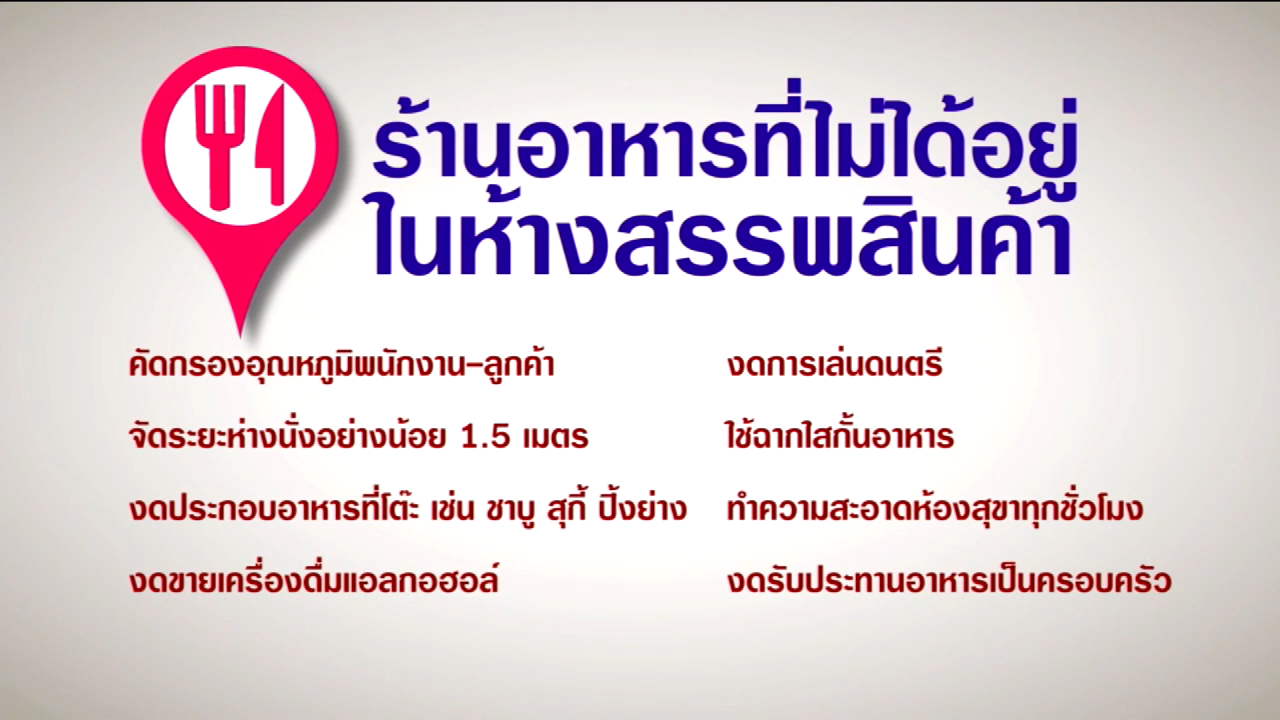 ร้านอาหารที่ไม่ได้อยู่
ในห้างสรรพสินค้า
คัดกรองอุณหภูมิพนักงาน-ลูกค้า
จัดระยะห่างนั่งอย่างน้อย 1.5 เมตร
งดประกอบอาหารที่โต๊ะ เช่น ชาบู สุกี้ ปิ้งย่าง
งดขายเครื่องดื่มแอลกอฮอล์
งดการเล่นดนตรี
ใช้ฉากใสกั้นอาหาร
ทำความสะอาดห้องสุขาทุกชั่วโมง
งดรับประทานอาหารเป็นครอบครัว